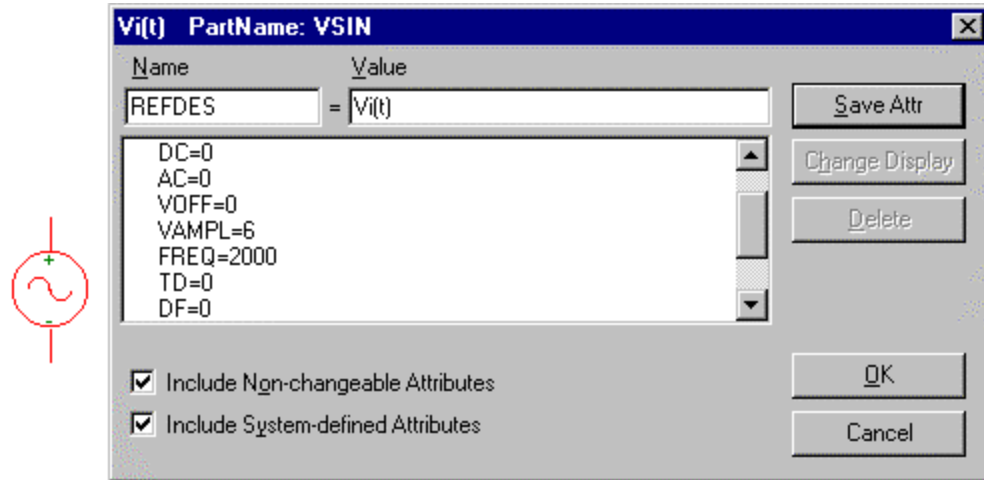 Vi(t) PartName: VSIN
Name Value
REFDES = Vi(t)
Save Attr
DC=0
AC=0
VOFF=0
VAMPL=6
FREQ=2000
TD=0
DF=0
Change Display
Delete
Include Non-changeable Attributes
Include System-defined Attributes
OK
Cancel